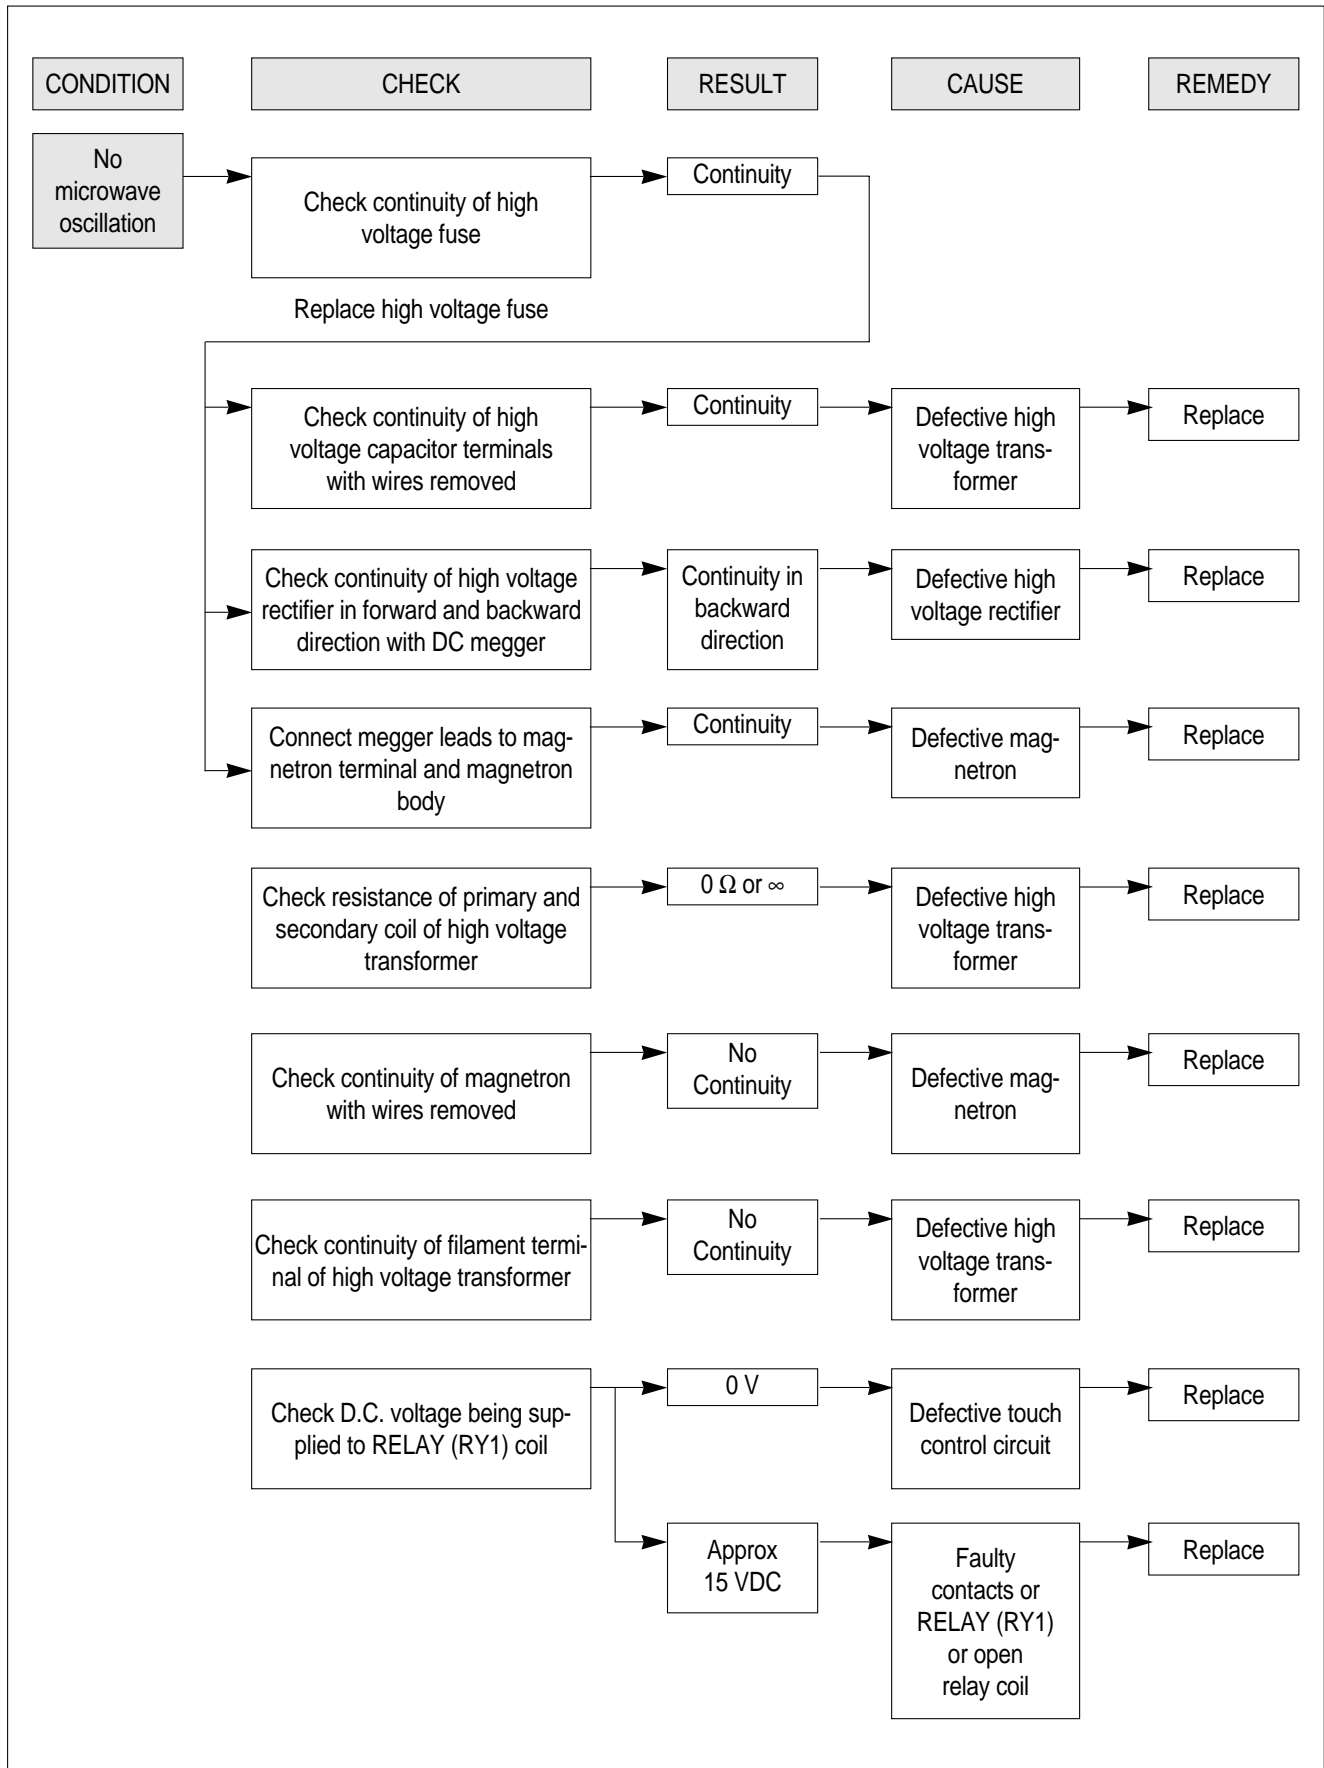 CONDITION CHECK RESULT CAUSE REMEDY
No
microwave
oscillation
Check continuity of high
voltage fuse
Continuity
Replace high voltage fuse
Check continuity of high
voltage capacitor terminals
with wires removed
Continuity
Defective high
voltage trans-
former
Replace
Check continuity of high voltage
rectifier in forward and backward
direction with DC megger
Continuity in
backward
direction
Defective high
voltage rectifier
Replace
Connect megger leads to mag-
netron terminal and magnetron
body
Continuity
Defective mag-
netron
Replace
Check resistance of primary and
secondary coil of high voltage
transformer
0 Ω or ∞
Defective high
voltage trans-
former
Replace
Check continuity of magnetron
with wires removed
No
Continuity
Defective mag-
netron
Replace
Check continuity of filament termi-
nal of high voltage transformer
No
Continuity
Defective high
voltage trans-
former
Replace
Check D.C. voltage being sup-
plied to RELAY (RY1) coil
0 V
Defective touch
control circuit
Replace
Approx
15 VDC
Faulty
contacts or
RELAY (RY1)
or open
relay coil
Replace